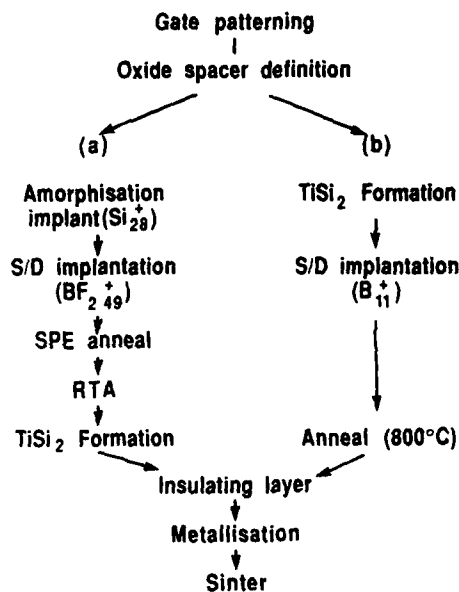 Gate patterning
Oxide spacer definition
(a)
Amorphisation
implant(Si₂₈⁺)
S/D implantation
(BF₂ ₄₉⁺)
SPE anneal
RTA
TiSi₂ Formation
(b)
TiSi₂ Formation
S/D implantation
(B₁₁⁺)
Anneal (800°C)
Insulating layer
Metallisation
Sinter